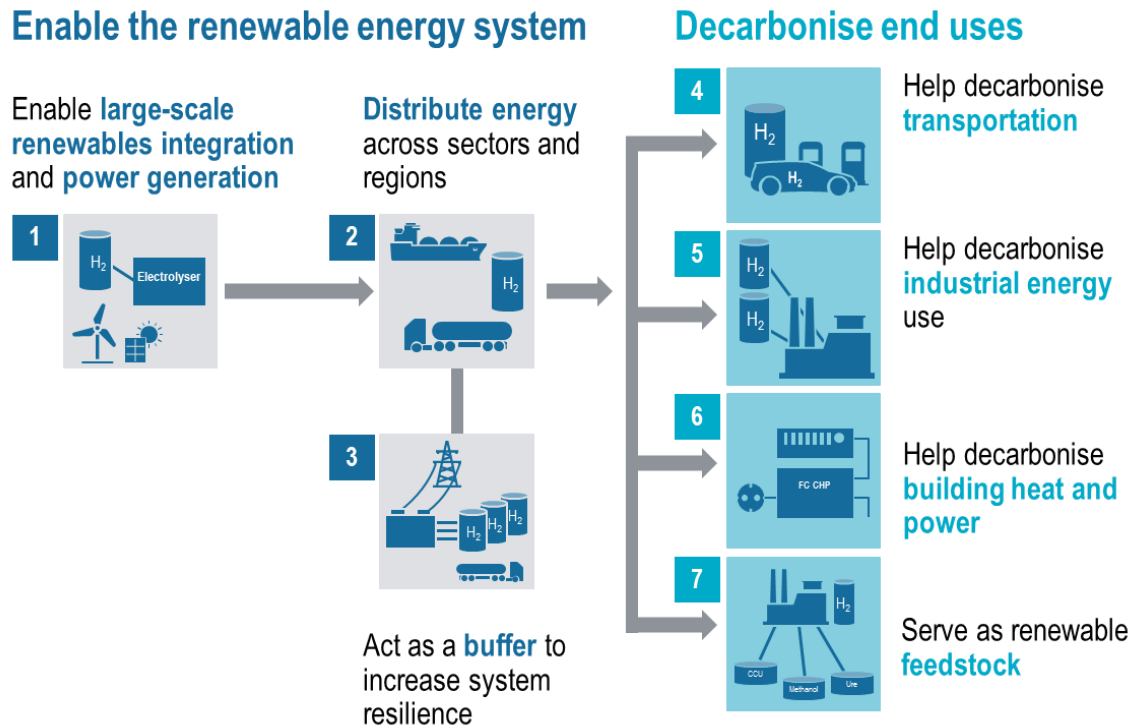 Enable the renewable energy system
Decarbonise end uses
Enable large-scale
renewables integration
and power generation
1
H2
Electrolyser
Distribute energy
across sectors and
regions
2
H2
3
H2
H2
H2
Act as a buffer to
increase system
resilience
4
H2
H2
Help decarbonise
transportation
5
H2
H2
Help decarbonise
industrial energy
use
6
FC CHP
Help decarbonise
building heat and
power
7
H2
CCU
Methanol
Ure
Serve as renewable
feedstock